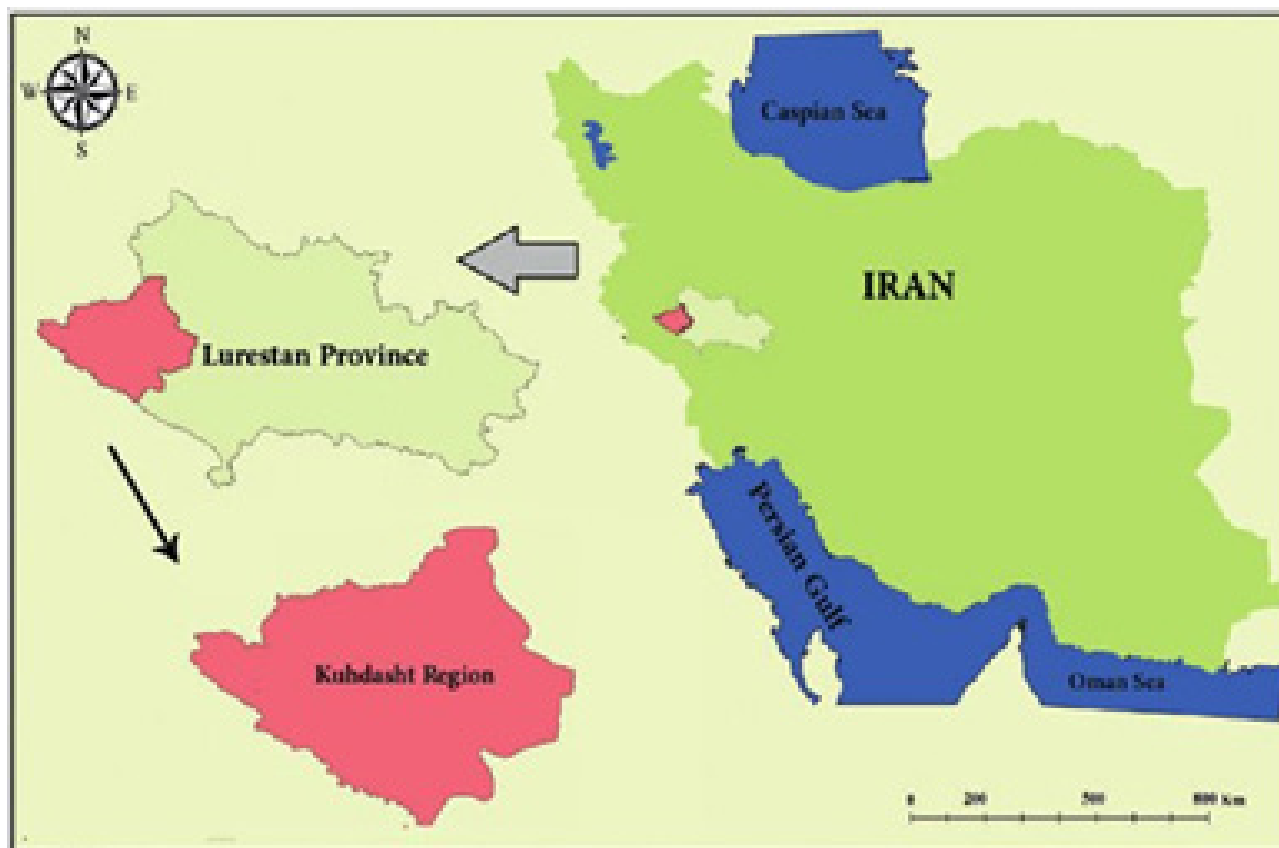 N
W E
S
Caspian Sea
IRAN
Lurestan Province
Persian Gulf
Kuhdasht Region
Oman Sea
0 200 500 800 Km